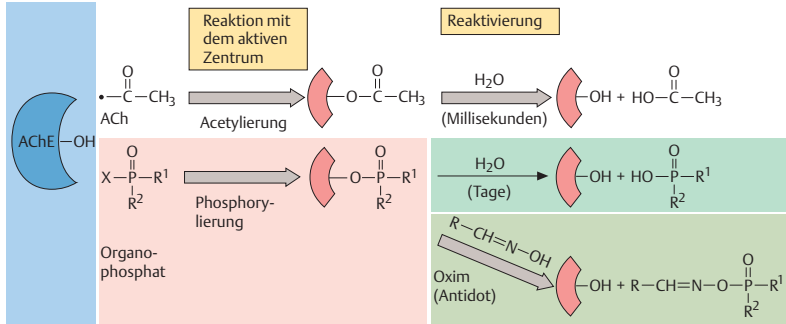 Reaktion mit
dem aktiven
Zentrum
Reaktivierung
AChE –OH
O
•–C–CH₃
ACh
Acetylierung
O
–O–C–CH₃
H₂O
(Millisekunden)
–OH + HO–C–CH₃
O
O
X–P–R¹
R²
Organo-
phosphat
Phosphory-
lierung
O
–O–P–R¹
R²
H₂O
(Tage)
O
–OH + HO–P–R¹
R²
R–CH=N–OH
Oxim
(Antidot)
O
–OH + R–CH=N–O–P–R¹
R²